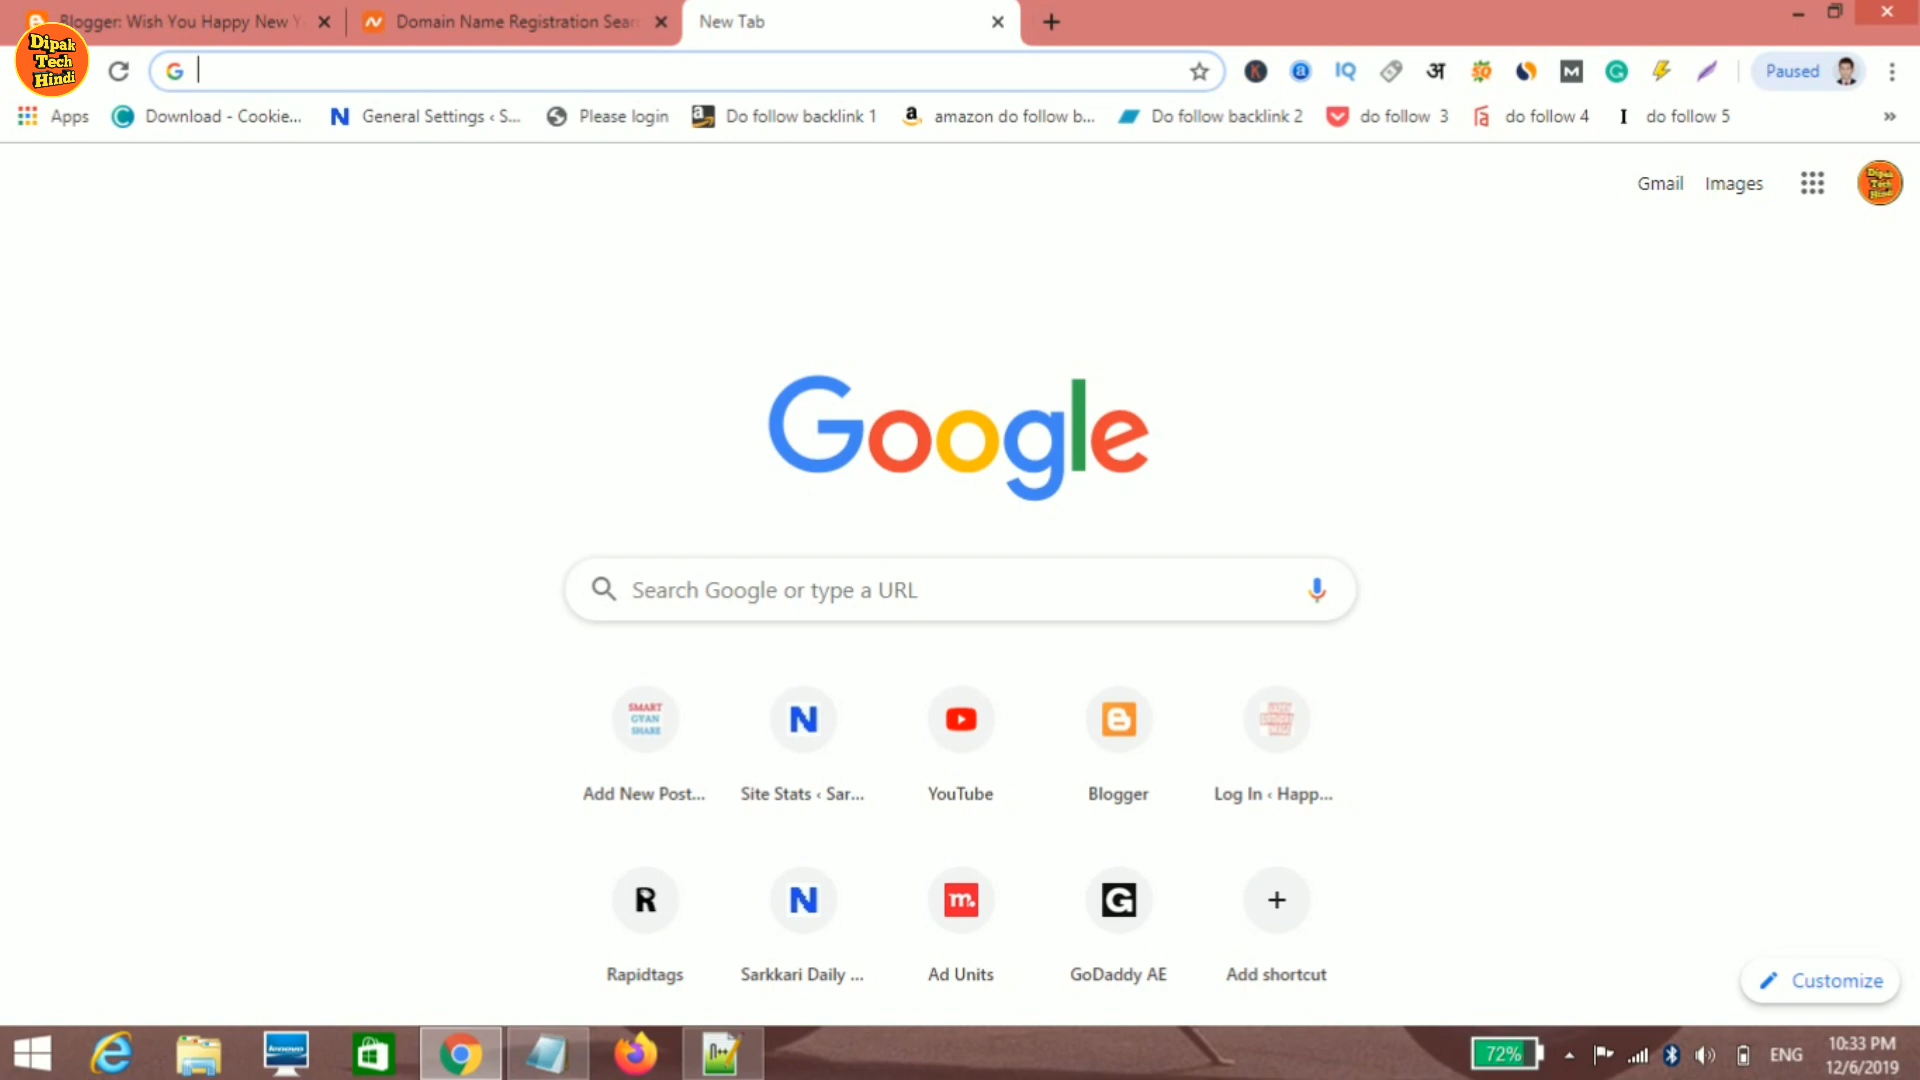 Blogger: Wish You Happy New Y
Domain Name Registration Sear
New Tab
Dipak
Tech
Hindi
Paused
Apps
Download - Cookie...
General Settings ‹ S...
Please login
Do follow backlink 1
amazon do follow b...
Do follow backlink 2
do follow 3
do follow 4
do follow 5
»
Gmail
Images
Dipak
Tech
Hindi
Google
Search Google or type a URL
SMART
GYAN
SHARE
Add New Post...
Site Stats ‹ Sar...
YouTube
Blogger
Log In ‹ Happ...
Rapidtags
Sarkkari Daily ...
Ad Units
GoDaddy AE
Add shortcut
Customize
lenovo
72%
ENG
10:33 PM
12/6/2019